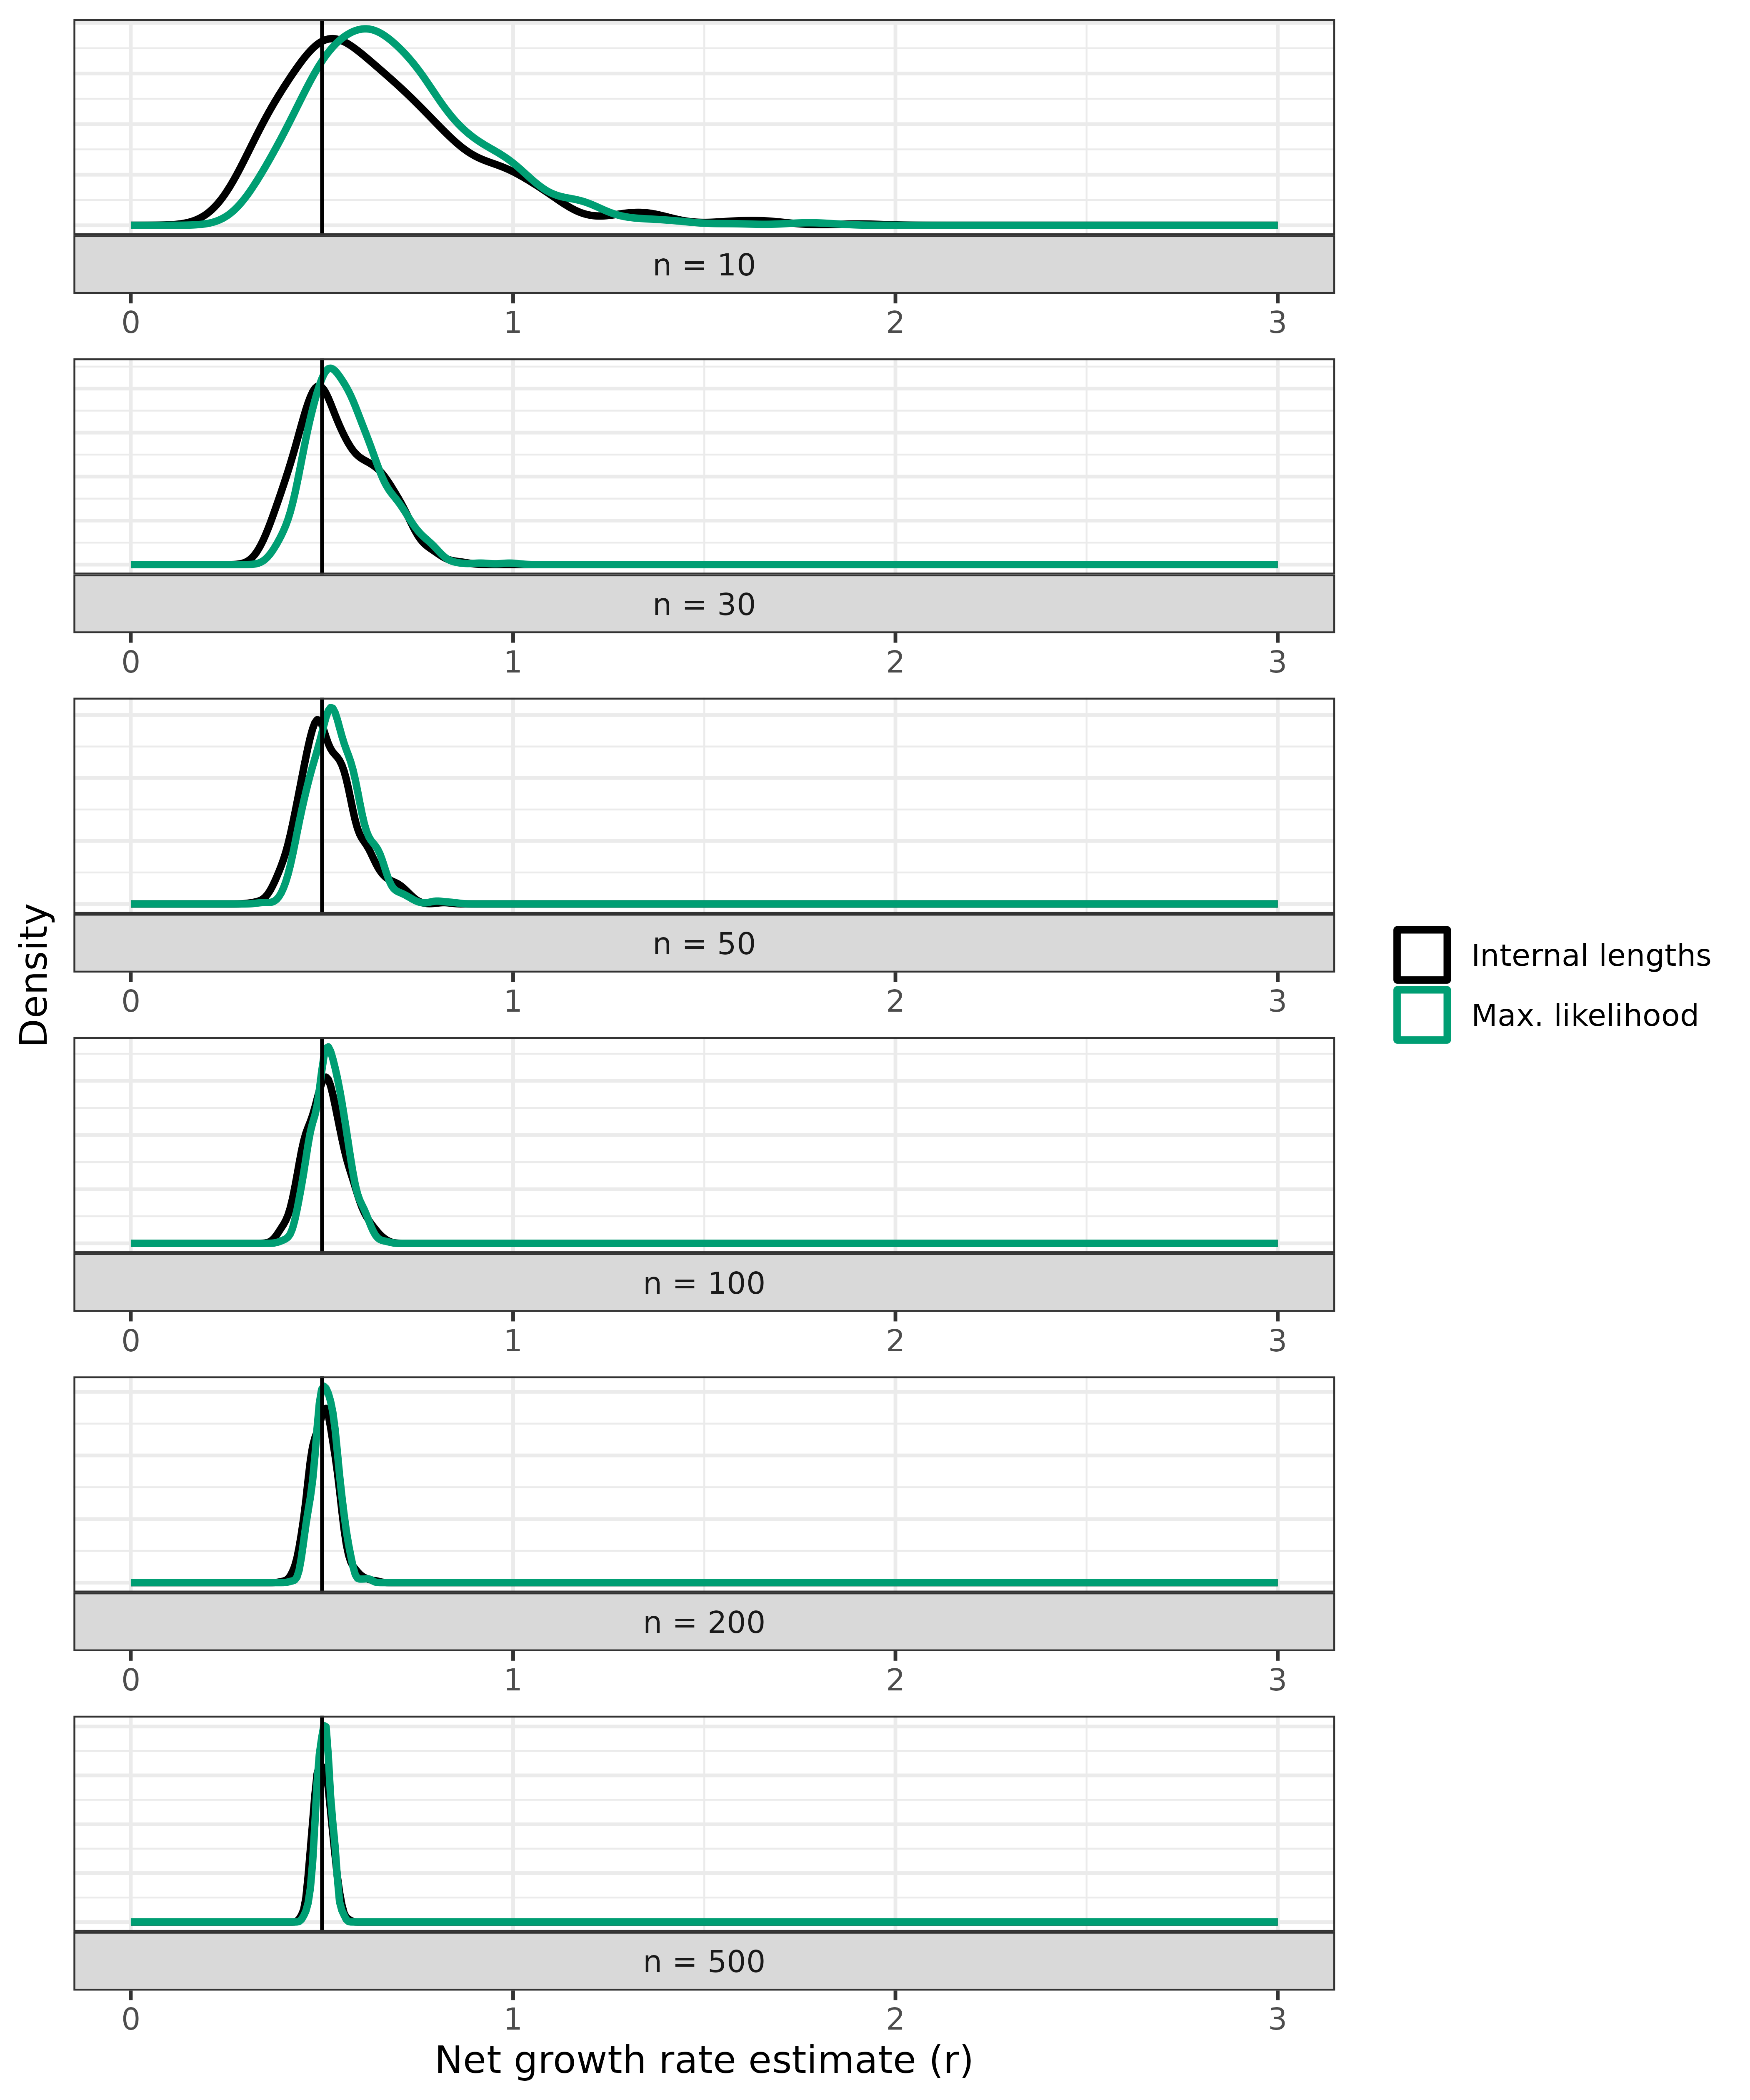 n = 10
0 1 2 3
n = 30
0 1 2 3
n = 50
0 1 2 3
n = 100
0 1 2 3
n = 200
0 1 2 3
n = 500
0 1 2 3
Net growth rate estimate (r)
Density
Internal lengths
Max. likelihood